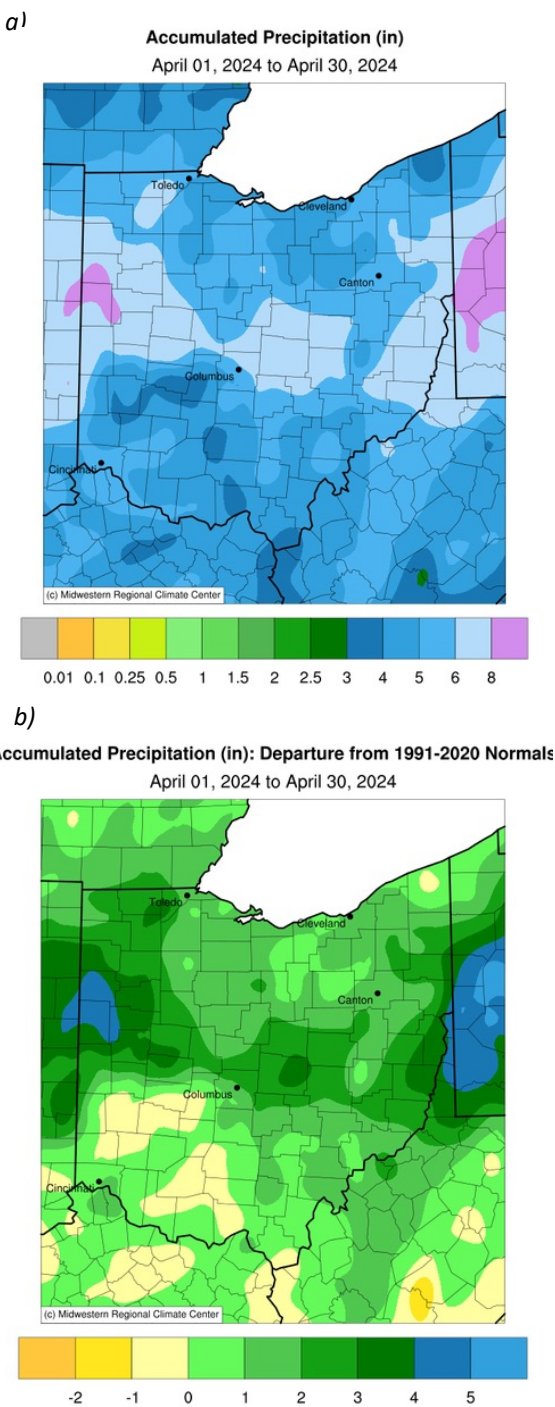 a)
Accumulated Precipitation (in)
April 01, 2024 to April 30, 2024
Toledo
Cleveland
Canton
Columbus
Cincinnati
(c) Midwestern Regional Climate Center
0.01 0.1 0.25 0.5 1 1.5 2 2.5 3 4 5 6 8
b)
Accumulated Precipitation (in): Departure from 1991-2020 Normals
April 01, 2024 to April 30, 2024
Toledo
Cleveland
Canton
Columbus
Cincinnati
(c) Midwestern Regional Climate Center
-2 -1 0 1 2 3 4 5